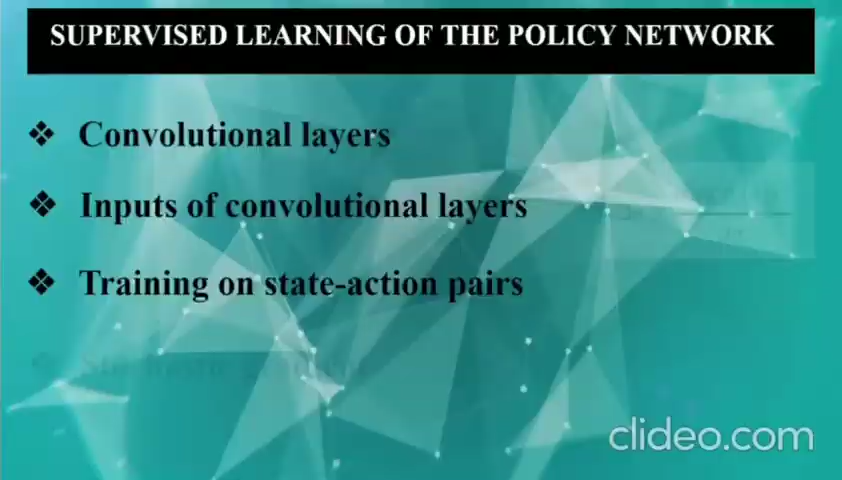 SUPERVISED LEARNING OF THE POLICY NETWORK
❖ Convolutional layers
❖ Inputs of convolutional layers
❖ Training on state-action pairs
clideo.com